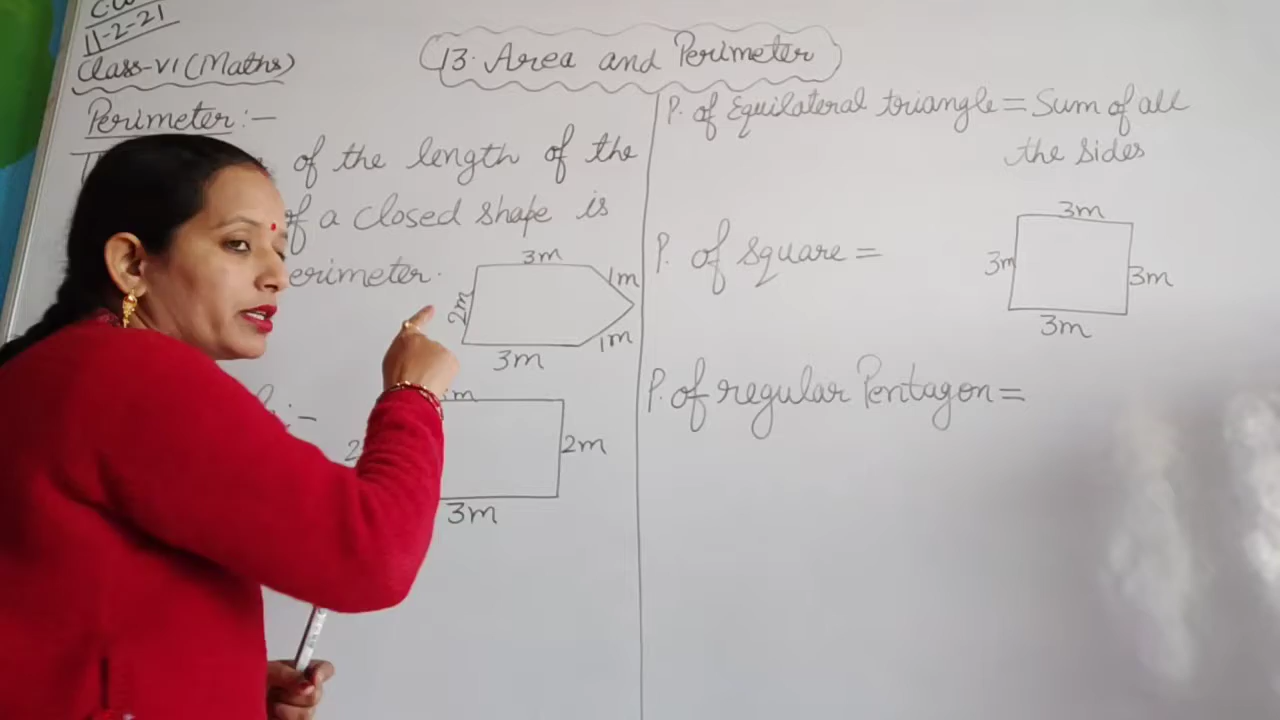 11-2-21
Class-VI (Maths)
13. Area and Perimeter
Perimeter :-
of the length of the
of a closed shape is
erimeter.
3m
1m
2m
1m
3m
:-
m
2
2m
3m
P. of Equilateral triangle = Sum of all
the sides
P. of square =
3m
3m
3m
3m
P. of regular Pentagon =